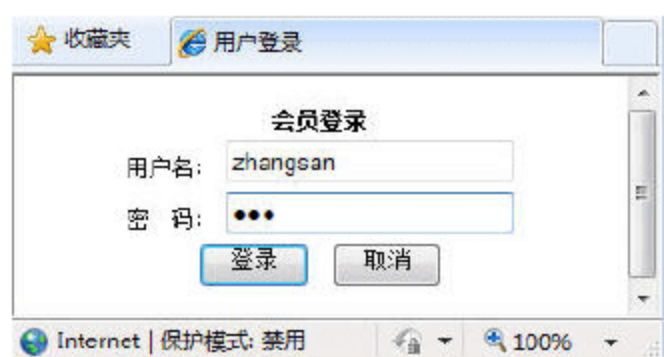 收藏夹 用户登录
会员登录
用户名: zhangsan
密 码: ●●●
登录 取消
Internet | 保护模式: 禁用 100%